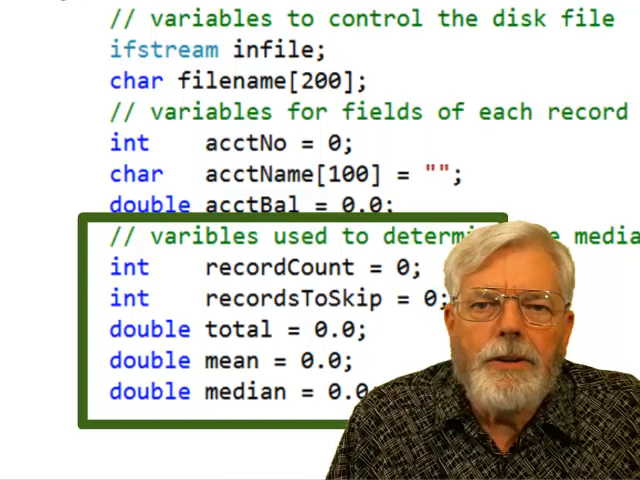 // variables to control the disk file
ifstream infile;
char filename[200];
// variables for fields of each record
int acctNo = 0;
char acctName[100] = "";
double acctBal = 0.0;
// varibles used to
int recordCount = 0;
int recordsToSkip = 0;
double total = 0.0;
double mean = 0.0;
double median = 0.0